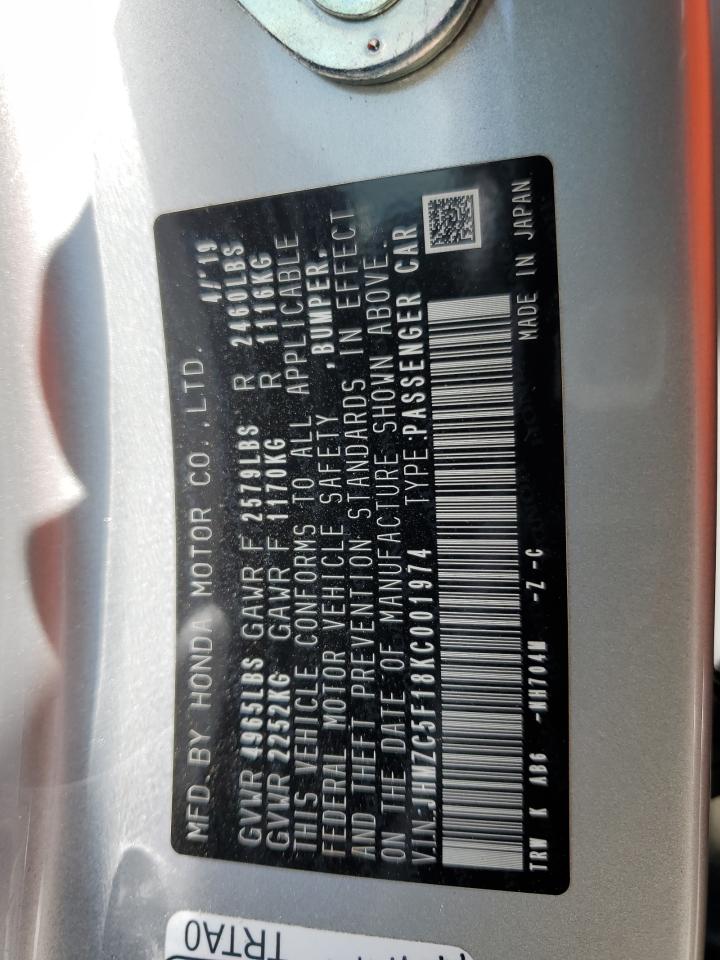 MFD BY HONDA MOTOR CO.,LTD. 4/'19
GVWR 4965LBS GAWR F 2579LBS R 2460LBS
GVWR 2252KG GAWR F 1170KG R 1116KG
THIS VEHICLE CONFORMS TO ALL APPLICABLE
FEDERAL MOTOR VEHICLE SAFETY ,BUMPER,
AND THEFT PREVENTION STANDARDS IN EFFECT
ON THE DATE OF MANUFACTURE SHOWN ABOVE.
V.I.N:JHMZC5F18KC001974 TYPE:PASSENGER CAR
TRW K AB6 -NH704M -Z -C MADE IN JAPAN
TRTA0